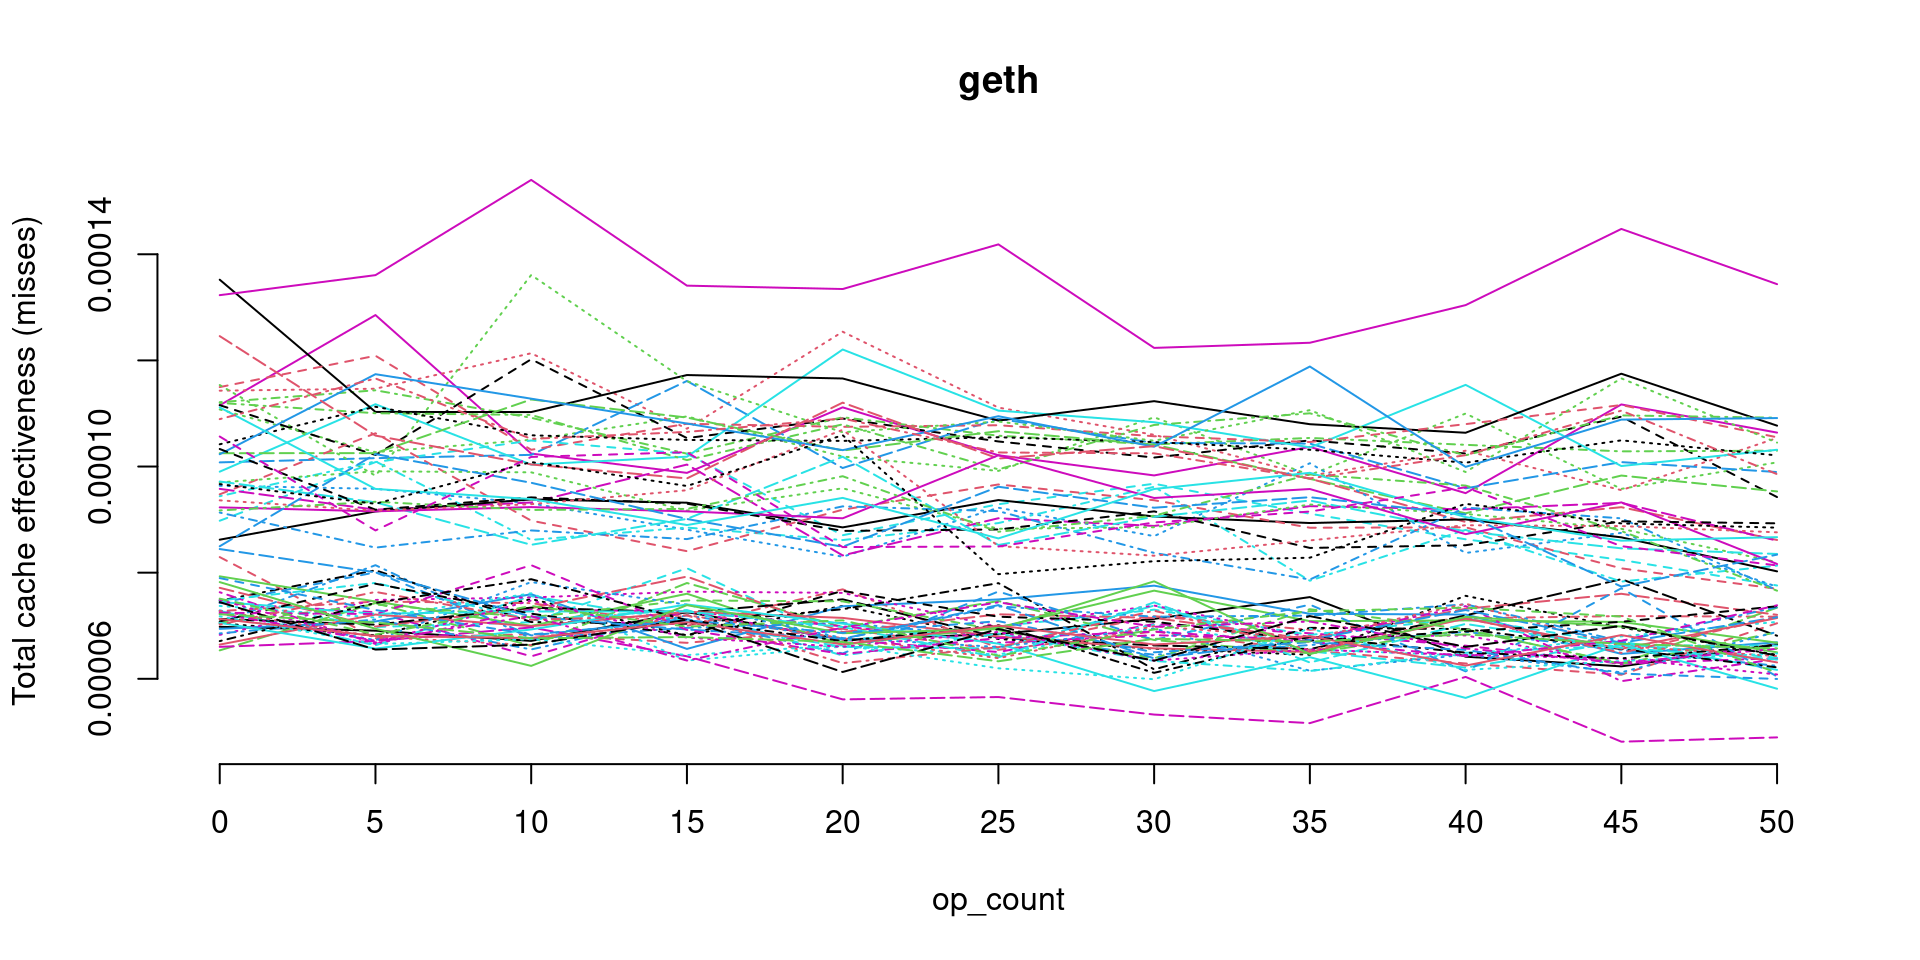 geth
Total cache effectiveness (misses)
0.00014
0.00010
0.00006
0 5 10 15 20 25 30 35 40 45 50
op_count